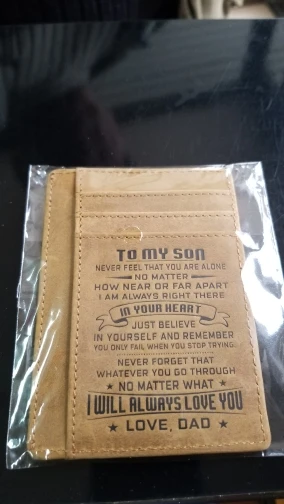 TO MY SON
NEVER FEEL THAT YOU ARE ALONE
NO MATTER
HOW NEAR OR FAR APART
I AM ALWAYS RIGHT THERE
IN YOUR HEART
JUST BELIEVE
IN YOURSELF AND REMEMBER
YOU ONLY FAIL WHEN YOU STOP TRYING.
NEVER FORGET THAT
WHATEVER YOU GO THROUGH
★ NO MATTER WHAT ★
I WILL ALWAYS LOVE YOU
★ LOVE, DAD ★